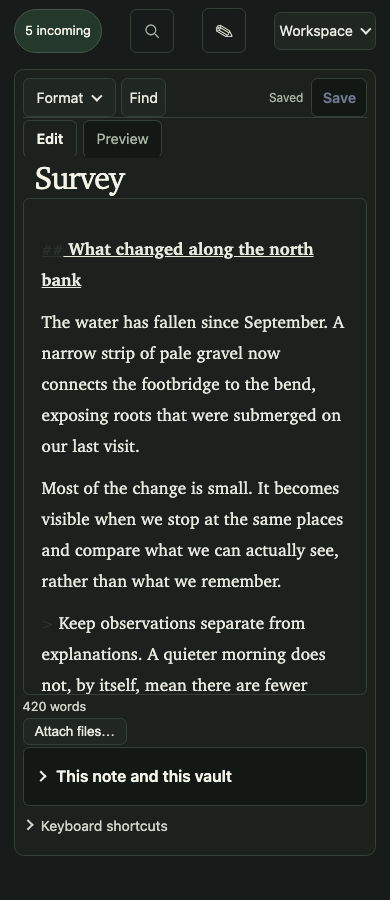 5 incoming
Workspace
Format
Find
Saved
Save
Edit
Preview
Survey
## What changed along the north
bank
The water has fallen since September. A
narrow strip of pale gravel now
connects the footbridge to the bend,
exposing roots that were submerged on
our last visit.
Most of the change is small. It becomes
visible when we stop at the same places
and compare what we can actually see,
rather than what we remember.
> Keep observations separate from
explanations. A quieter morning does
not, by itself, mean there are fewer
420 words
Attach files...
This note and this vault
Keyboard shortcuts